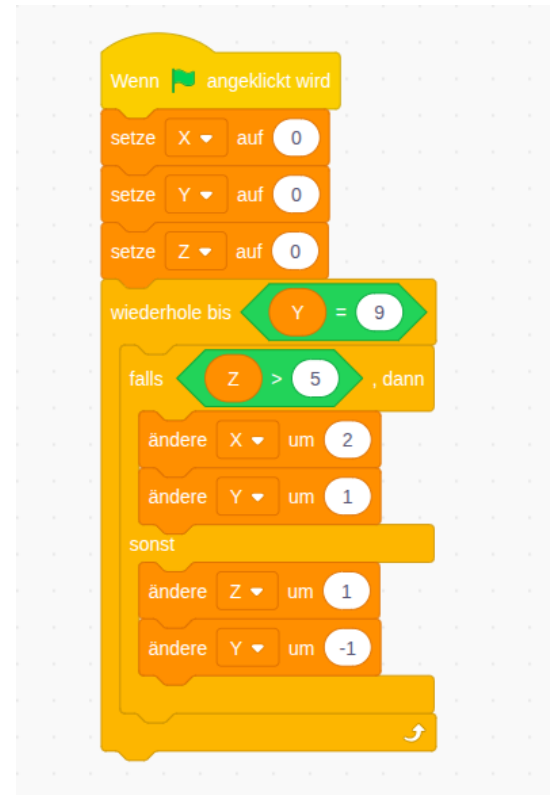 Wenn angeklickt wird
setze X auf 0
setze Y auf 0
setze Z auf 0
wiederhole bis Y = 9
falls Z > 5 , dann
ändere X um 2
ändere Y um 1
sonst
ändere Z um 1
ändere Y um -1